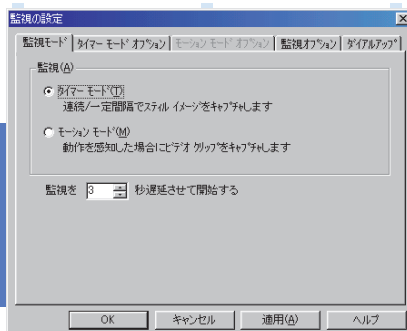 監視の設定
監視ﾓｰﾄﾞ ﾀｲﾏｰ ﾓｰﾄﾞ ｵﾌﾟｼｮﾝ ﾓｰｼｮﾝ ﾓｰﾄﾞ ｵﾌﾟｼｮﾝ 監視ｵﾌﾟｼｮﾝ ﾀﾞｲｱﾙｱｯﾌﾟ
監視(A)
ﾀｲﾏｰ ﾓｰﾄﾞ(T)
連続/一定間隔でｽﾃｨﾙ ｲﾒｰｼﾞをｷｬﾌﾟﾁｬします
ﾓｰｼｮﾝ ﾓｰﾄﾞ(M)
動作を感知した場合にﾋﾞﾃﾞｵ ｸﾘｯﾌﾟをｷｬﾌﾟﾁｬします
監視を 3 秒遅延させて開始する
OK キャンセル 適用(A) ヘルプ